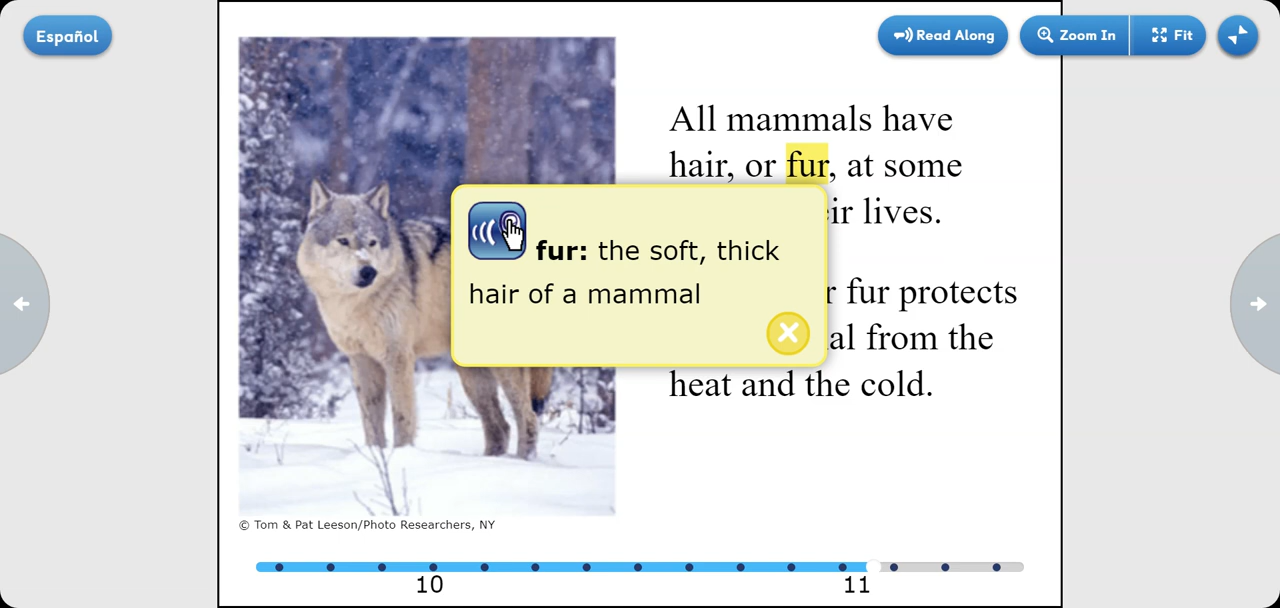 Español
Read Along
Zoom In
Fit
All mammals have
hair, or fur, at some
ir lives.
fur: the soft, thick
hair of a mammal
r fur protects
al from the
heat and the cold.
© Tom & Pat Leeson/Photo Researchers, NY
10
11